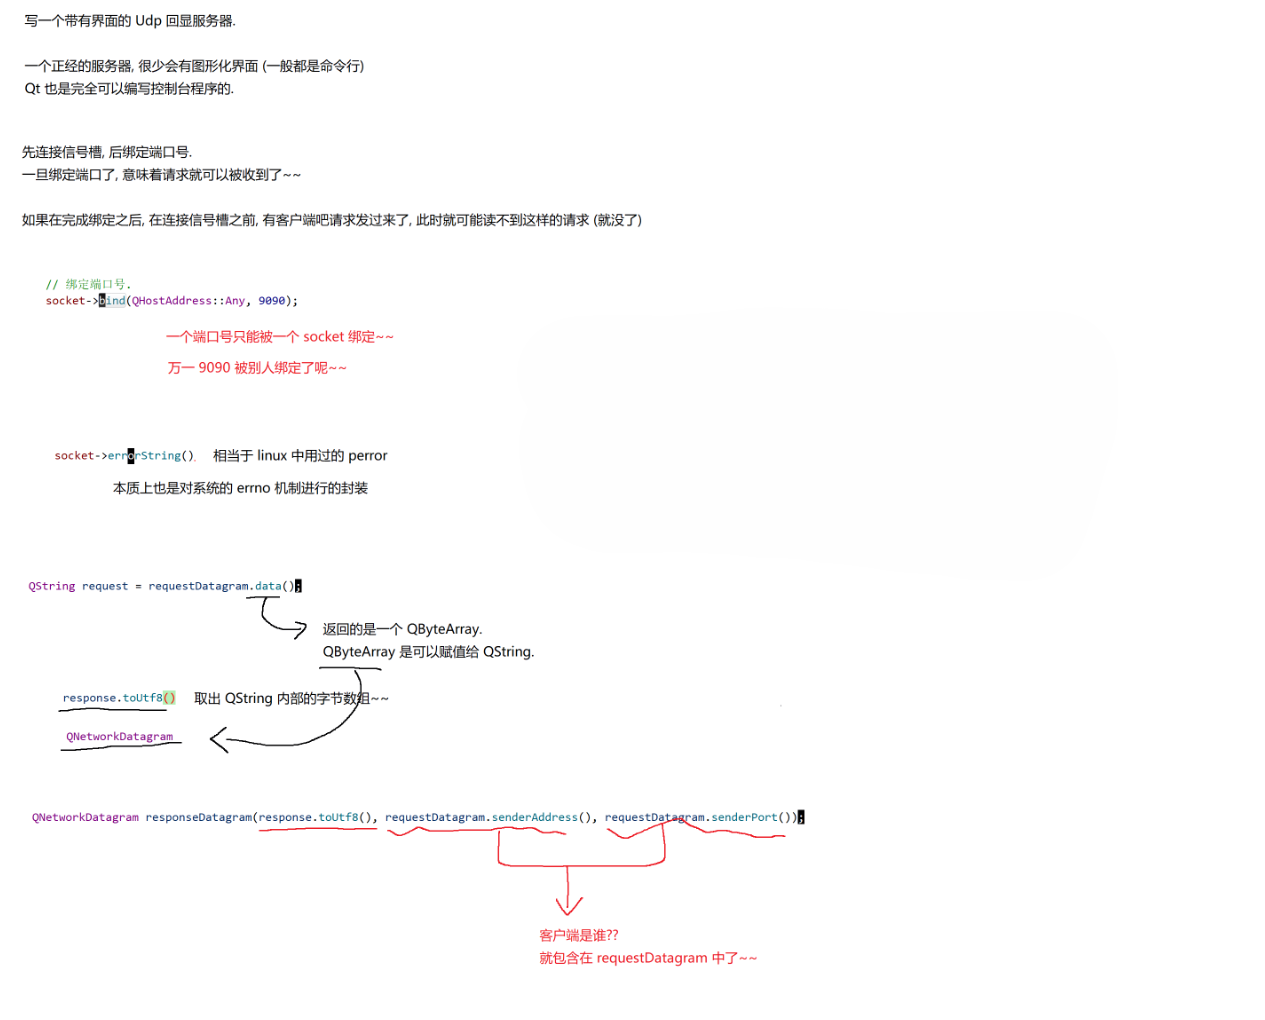 写一个带有界面的 Udp 回显服务器.
一个正经的服务器, 很少会有图形化界面 (一般都是命令行)
Qt 也是完全可以编写控制台程序的.
先连接信号槽, 后绑定端口号.
一旦绑定端口了, 意味着请求就可以被收到了~~
如果在完成绑定之后, 在连接信号槽之前, 有客户端吧请求发过来了, 此时就可能读不到这样的请求 (就没了)
// 绑定端口号.
socket->bind(QHostAddress::Any, 9090);
一个端口号只能被一个 socket 绑定~~
万一 9090 被别人绑定了呢~~
socket->errorString() 相当于 linux 中用过的 perror
本质上也是对系统的 errno 机制进行的封装
QString request = requestDatagram.data();
返回的是一个 QByteArray.
QByteArray 是可以赋值给 QString.
response.toUtf8() 取出 QString 内部的字节数组~~
QNetworkDatagram
QNetworkDatagram responseDatagram(response.toUtf8(), requestDatagram.senderAddress(), requestDatagram.senderPort());
客户端是谁??
就包含在 requestDatagram 中了~~